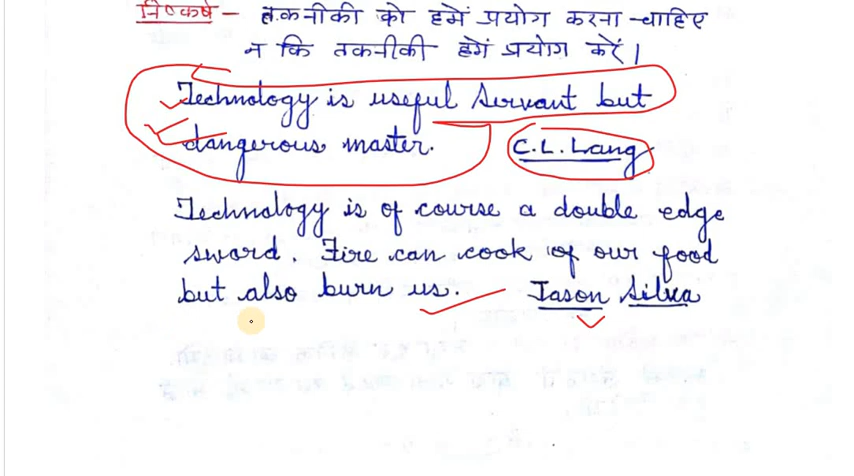 निष्कर्ष - तकनीकी को हमें प्रयोग करना चाहिए
न कि तकनीकी हमें प्रयोग करें।
Technology is useful Servant but
dangerous master. C.L.Lang
Technology is of course a double edge
sword. Fire can cook of our food
but also burn us. Jason Silva